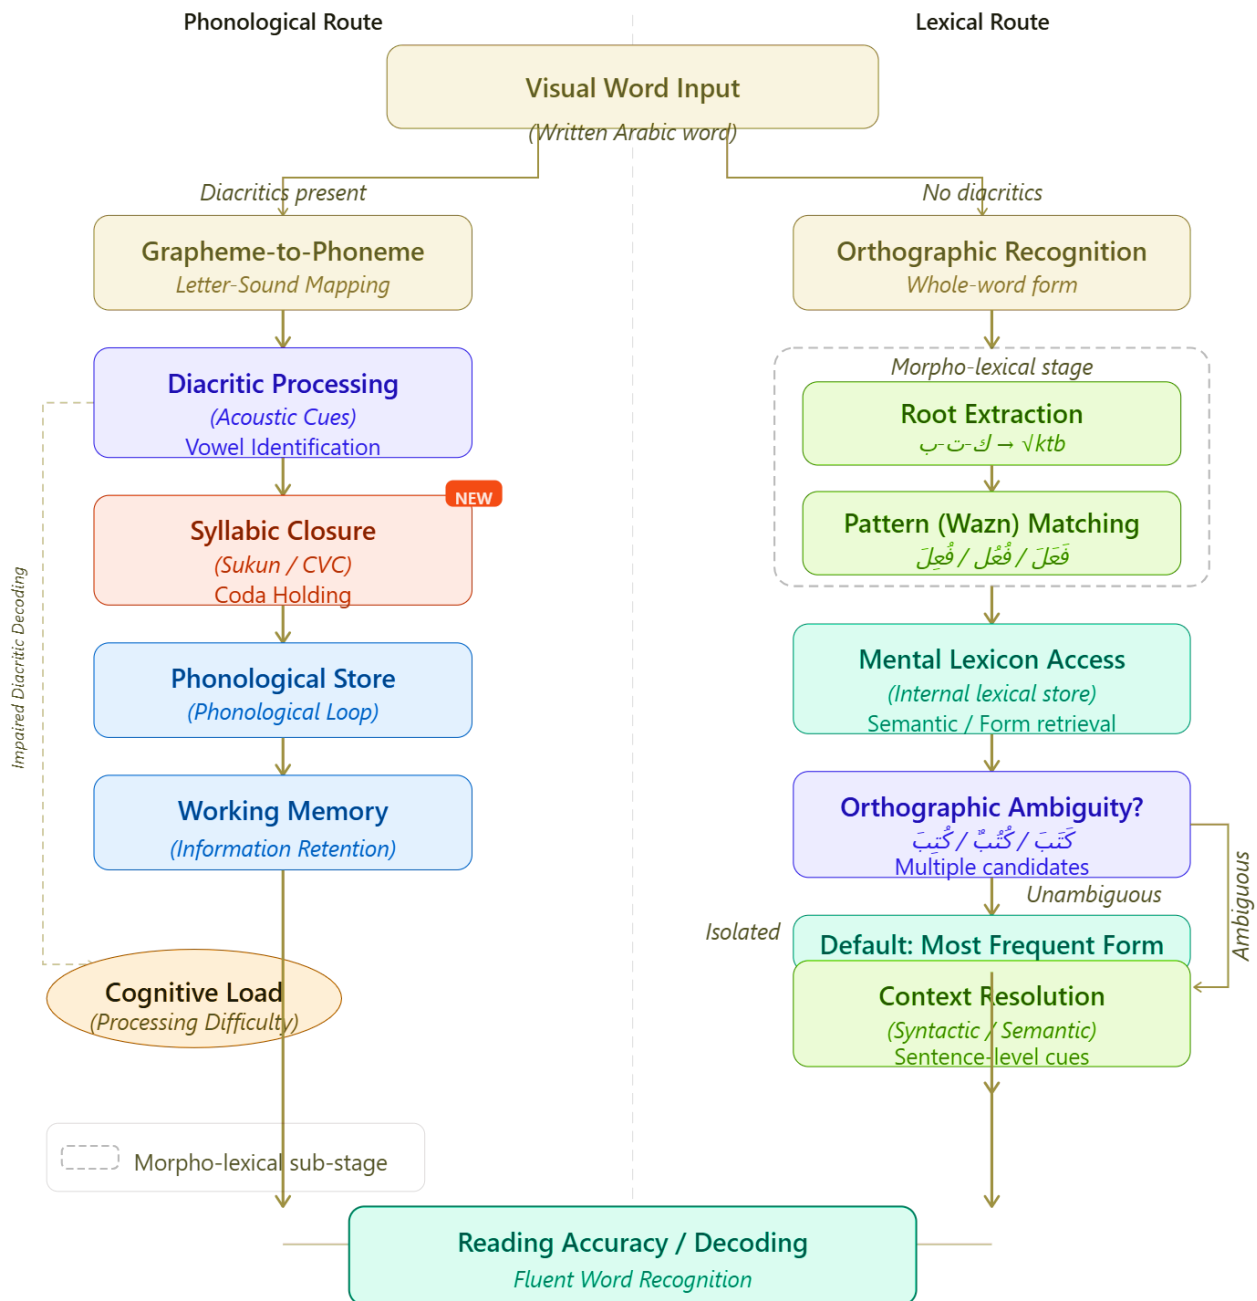 Phonological Route
Lexical Route
Visual Word Input
(Written Arabic word)
Diacritics present
No diacritics
Grapheme-to-Phoneme
Letter-Sound Mapping
Orthographic Recognition
Whole-word form
Diacritic Processing
(Acoustic Cues)
Vowel Identification
Morpho-lexical stage
Root Extraction
ك-ت-ب → √ktb
NEW
Syllabic Closure
(Sukun / CVC)
Coda Holding
Pattern (Wazn) Matching
فَعَلَ / فُعُل / فُعِلَ
Impaired Diacritic Decoding
Phonological Store
(Phonological Loop)
Mental Lexicon Access
(Internal lexical store)
Semantic / Form retrieval
Working Memory
(Information Retention)
Orthographic Ambiguity?
كَتَبَ / كُتُبٌ / كُتِبَ
Multiple candidates
Unambiguous
Ambiguous
Isolated
Default: Most Frequent Form
Cognitive Load
(Processing Difficulty)
Context Resolution
(Syntactic / Semantic)
Sentence-level cues
Morpho-lexical sub-stage
Reading Accuracy / Decoding
Fluent Word Recognition